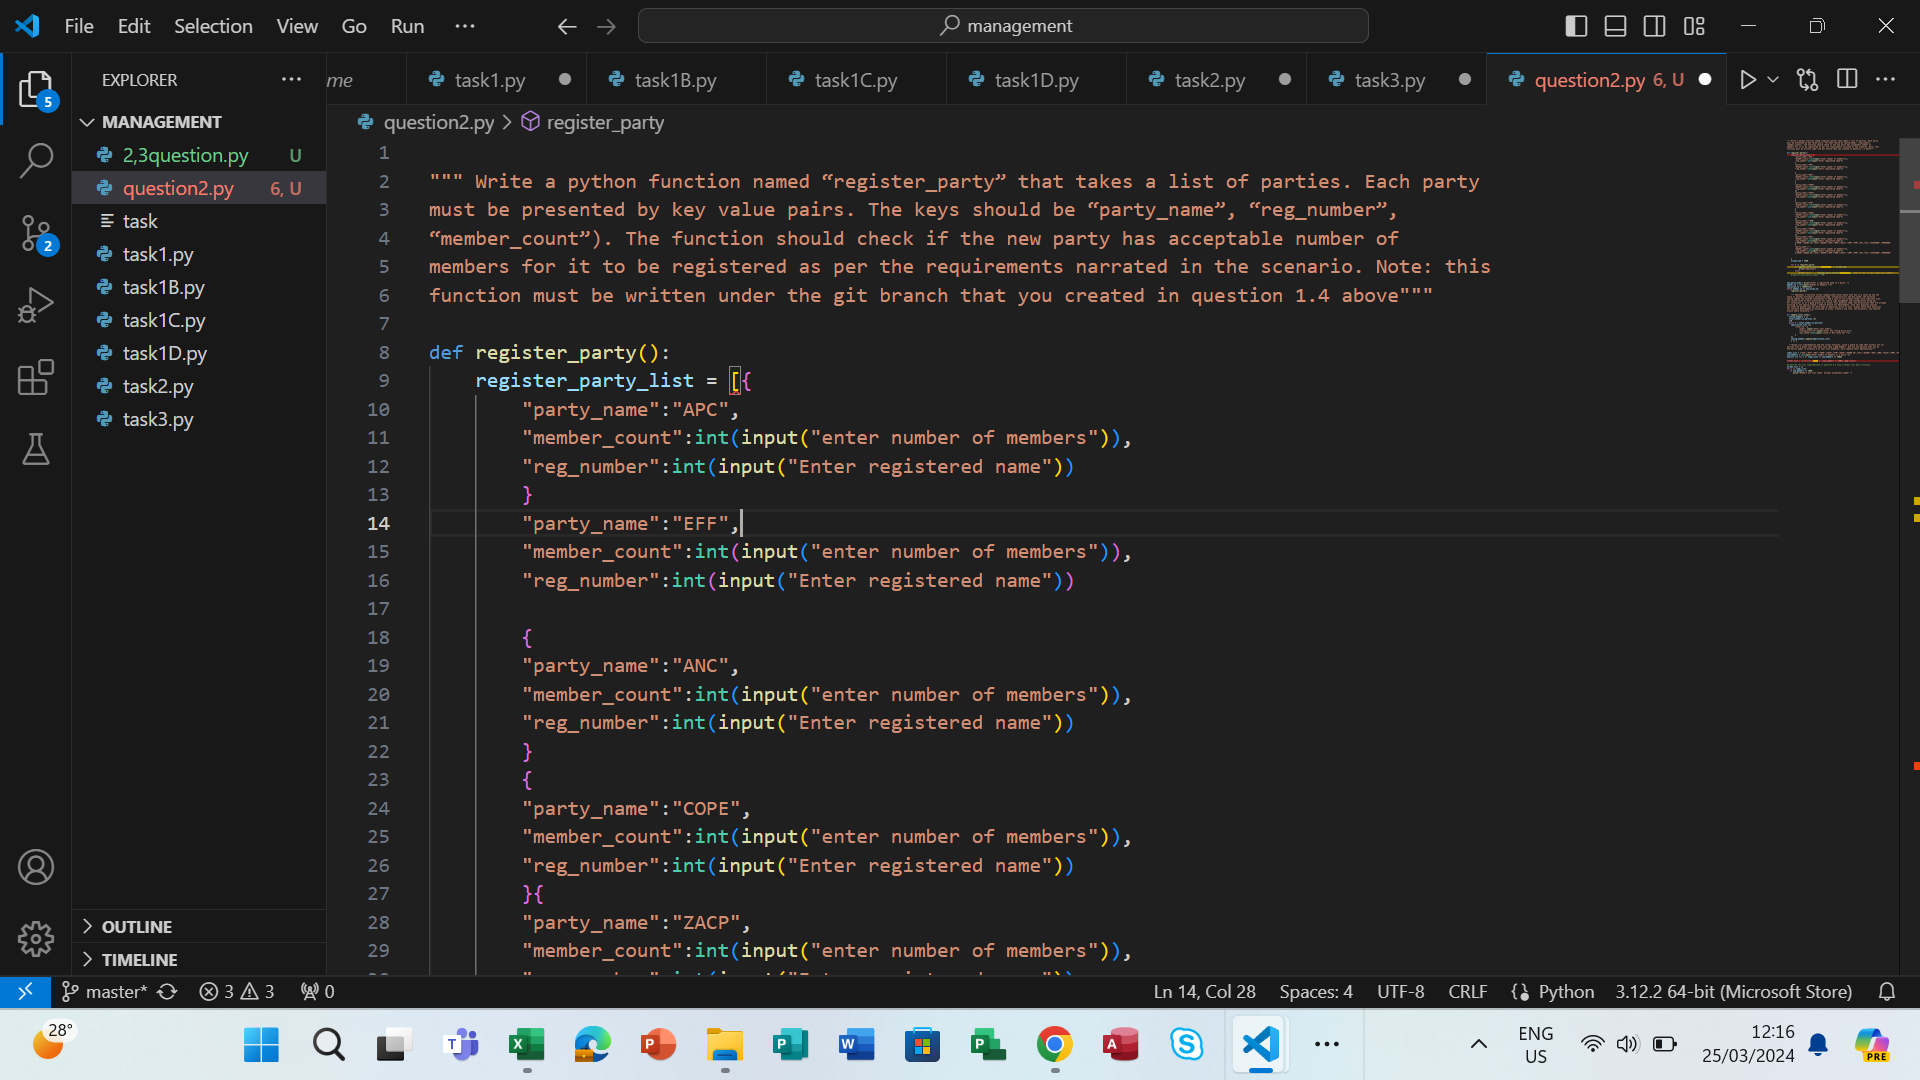 File Edit Selection View Go Run ··· management
EXPLORER ···
me task1.py task1B.py task1C.py task1D.py task2.py task3.py question2.py 6, U
MANAGEMENT
2,3question.py U
question2.py 6, U
task
task1.py
task1B.py
task1C.py
task1D.py
task2.py
task3.py
OUTLINE
TIMELINE
5
2
question2.py > register_party
1
2 """ Write a python function named “register_party” that takes a list of parties. Each party
3 must be presented by key value pairs. The keys should be “party_name”, “reg_number”,
4 “member_count”). The function should check if the new party has acceptable number of
5 members for it to be registered as per the requirements narrated in the scenario. Note: this
6 function must be written under the git branch that you created in question 1.4 above"""
7
8 def register_party():
9 register_party_list = [{
10 "party_name":"APC",
11 "member_count":int(input("enter number of members")),
12 "reg_number":int(input("Enter registered name"))
13 }
14 "party_name":"EFF",
15 "member_count":int(input("enter number of members")),
16 "reg_number":int(input("Enter registered name"))
17
18 {
19 "party_name":"ANC",
20 "member_count":int(input("enter number of members")),
21 "reg_number":int(input("Enter registered name"))
22 }
23 {
24 "party_name":"COPE",
25 "member_count":int(input("enter number of members")),
26 "reg_number":int(input("Enter registered name"))
27 }{
28 "party_name":"ZACP",
29 "member_count":int(input("enter number of members")),
master* 3 3 0 Ln 14, Col 28 Spaces: 4 UTF-8 CRLF Python 3.12.2 64-bit (Microsoft Store)
28° ENG 12:16
US 25/03/2024 PRE